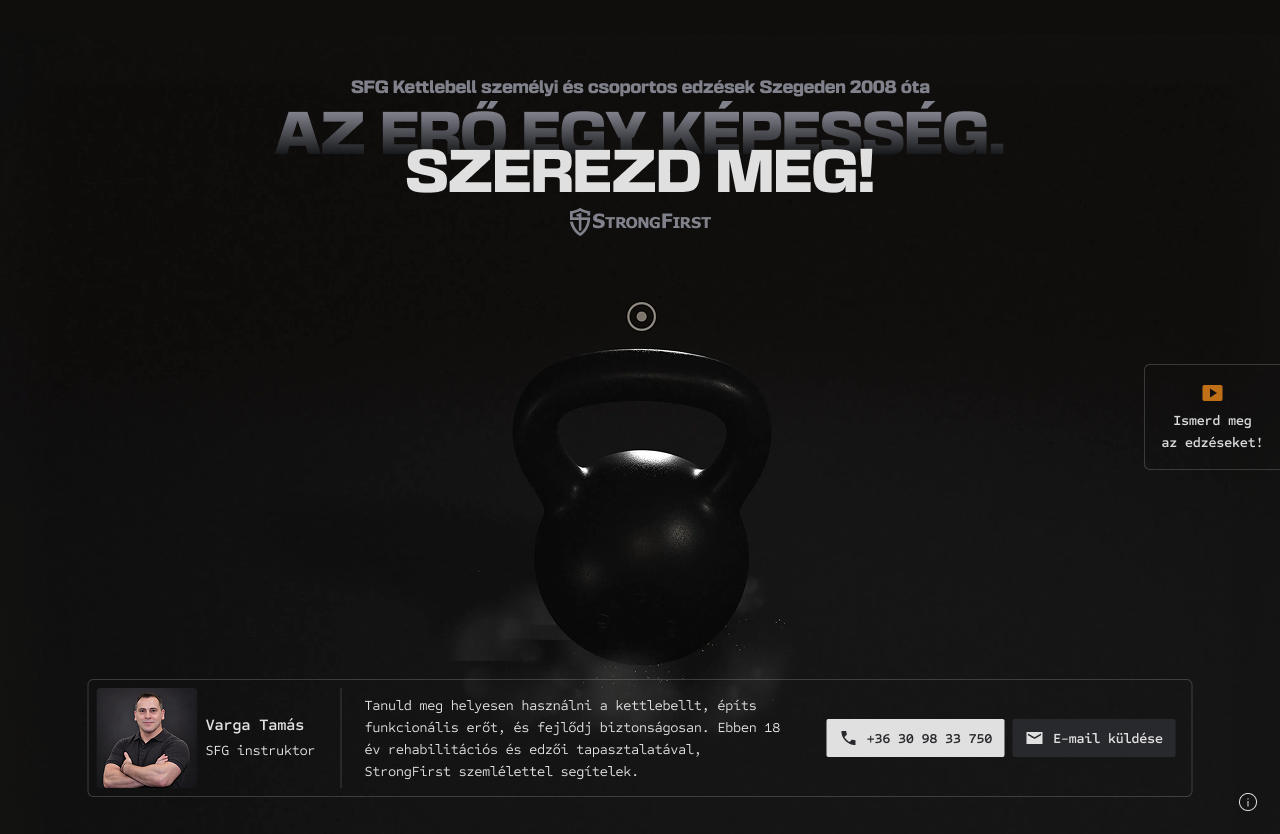 SFG Kettlebell személyi és csoportos edzések Szegeden 2008 óta
AZ ERŐ EGY KÉPESSÉG.
SZEREZD MEG!
STRONGFIRST
Ismerd meg
az edzéseket!
Varga Tamás
SFG instruktor
Tanuld meg helyesen használni a kettlebellt, építs
funkcionális erőt, és fejlődj biztonságosan. Ebben 18
év rehabilitációs és edzői tapasztalatával,
StrongFirst szemlélettel segítelek.
+36 30 98 33 750
E-mail küldése